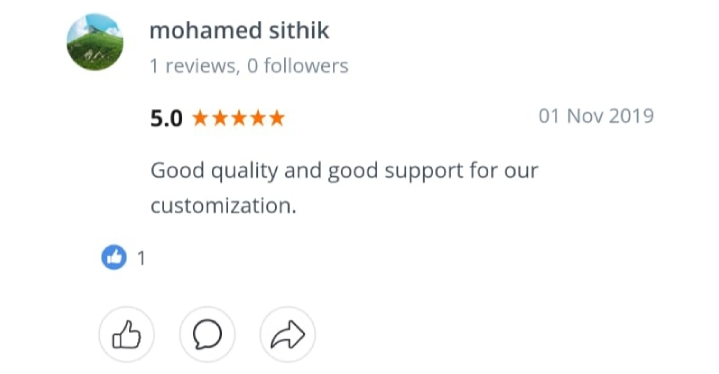 mohamed sithik
1 reviews, 0 followers
5.0 ★★★★★ 01 Nov 2019
Good quality and good support for our
customization.
1